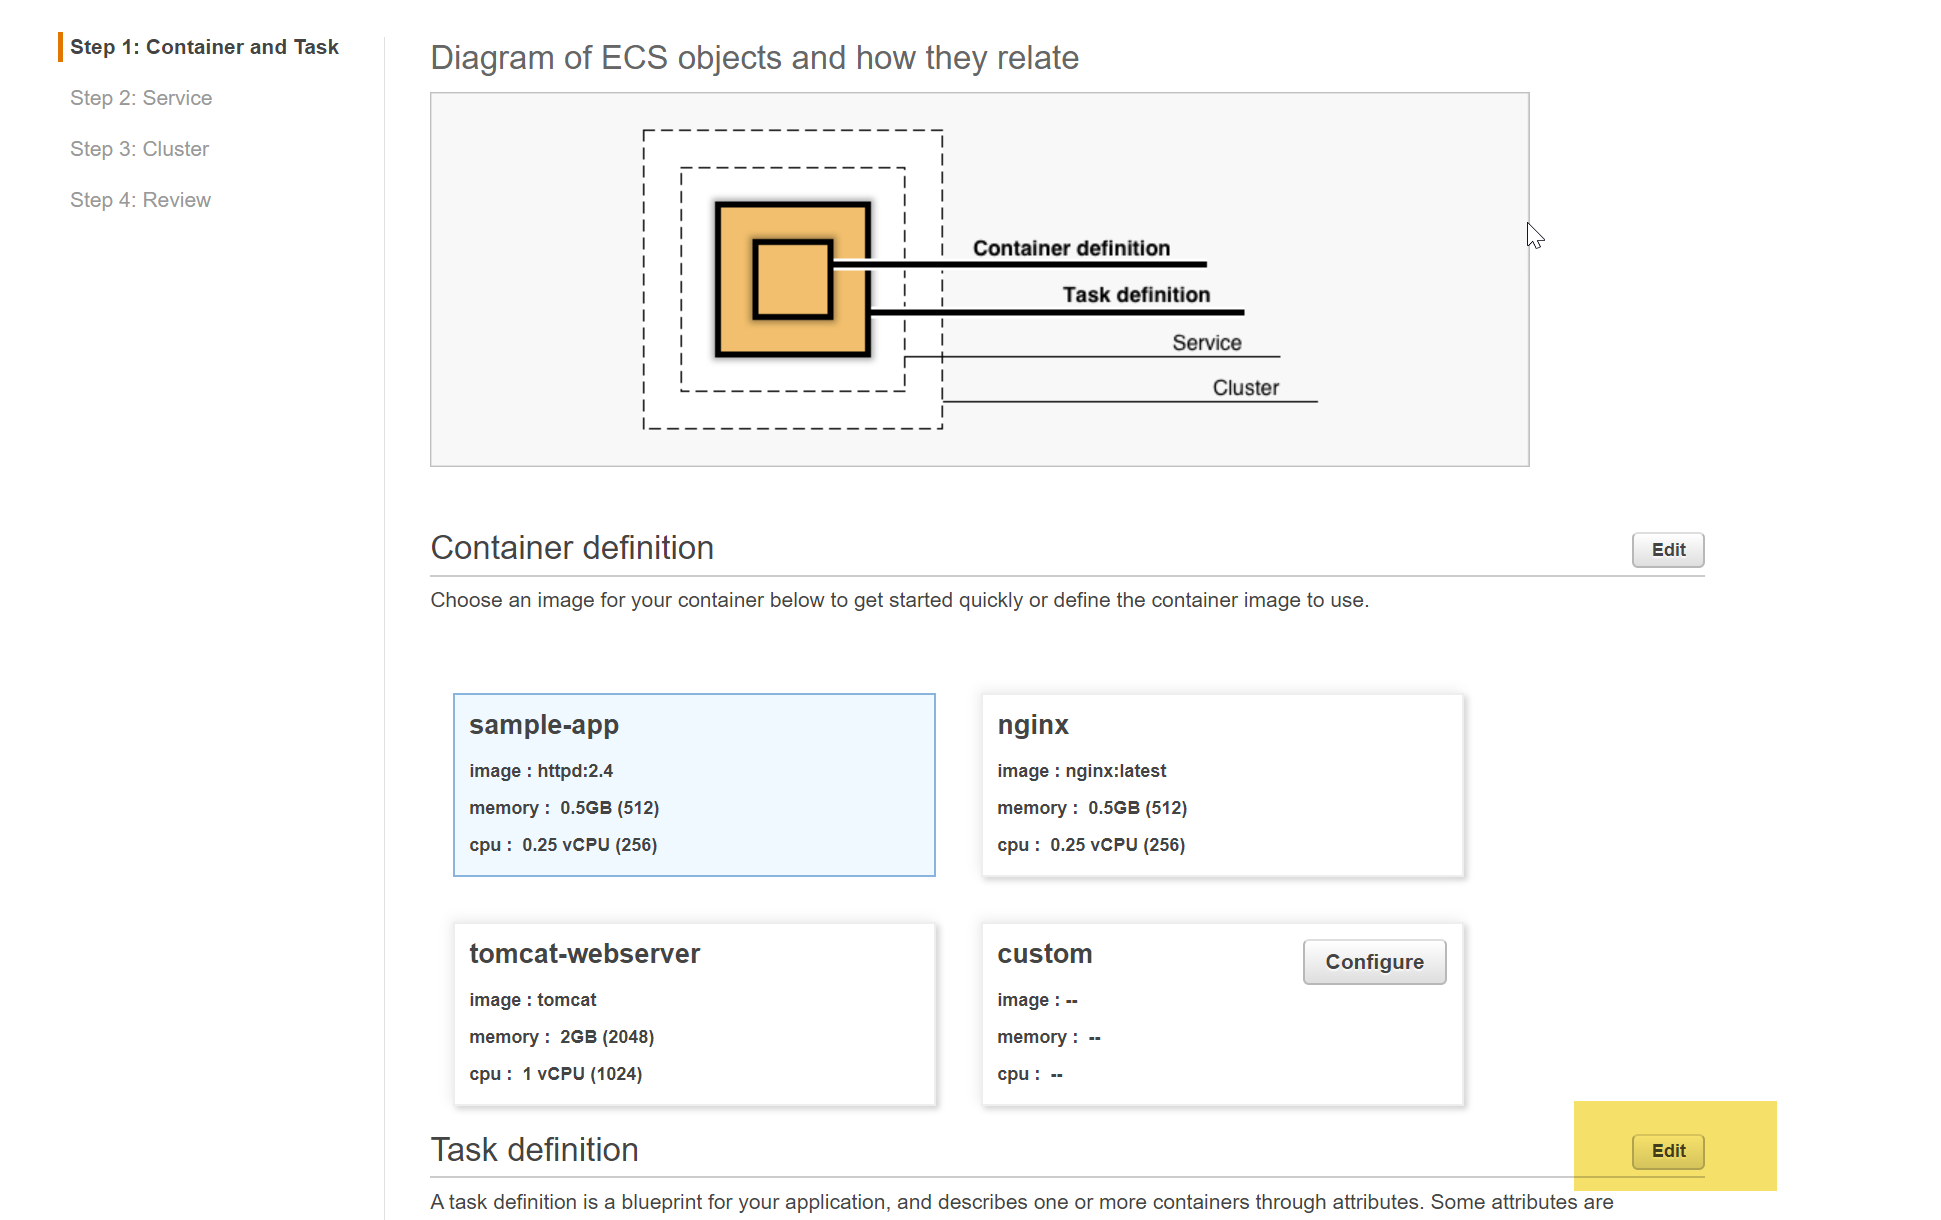 Step 1: Container and Task
Step 2: Service
Step 3: Cluster
Step 4: Review
Diagram of ECS objects and how they relate
Container definition
Task definition
Service
Cluster
Container definition
Edit
Choose an image for your container below to get started quickly or define the container image to use.
sample-app
image : httpd:2.4
memory : 0.5GB (512)
cpu : 0.25 vCPU (256)
nginx
image : nginx:latest
memory : 0.5GB (512)
cpu : 0.25 vCPU (256)
tomcat-webserver
image : tomcat
memory : 2GB (2048)
cpu : 1 vCPU (1024)
custom
Configure
image : --
memory : --
cpu : --
Task definition
Edit
A task definition is a blueprint for your application, and describes one or more containers through attributes. Some attributes are